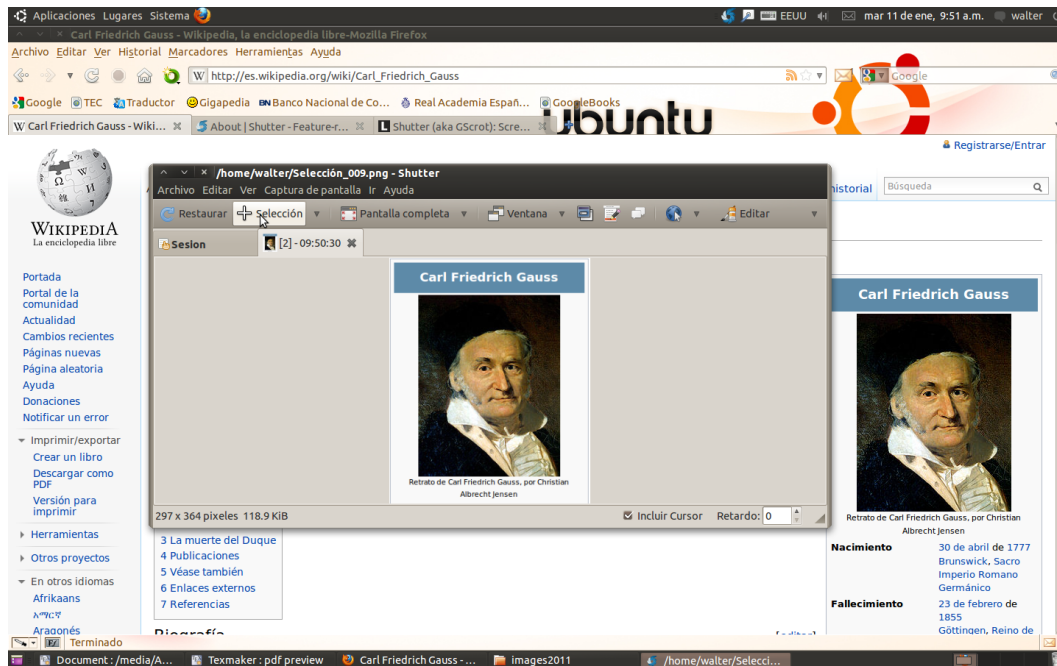 Aplicaciones Lugares Sistema EEUU mar 11 de ene, 9:51 a.m. walter
Carl Friedrich Gauss - Wikipedia, la enciclopedia libre-Mozilla Firefox
Archivo Editar Ver Historial Marcadores Herramientas Ayuda
W http://es.wikipedia.org/wiki/Carl_Friedrich_Gauss Google
Google TEC Traductor Gigapedia BN Banco Nacional de Co... Real Academia Españ... GoogleBooks
ubuntu
W Carl Friedrich Gauss - Wiki... About | Shutter - Feature-r... Shutter (aka GScrot): Scre...
Registrarse/Entrar
/home/walter/Selección_009.png - Shutter
Archivo Editar Ver Captura de pantalla Ir Ayuda
historial Búsqueda
Restaurar Selección Pantalla completa Ventana Editar
WIKIPEDIA
La enciclopedia libre
Sesion [2] - 09:50:30
Portada
Portal de la
comunidad
Actualidad
Cambios recientes
Páginas nuevas
Página aleatoria
Ayuda
Donaciones
Notificar un error
Imprimir/exportar
Crear un libro
Descargar como
PDF
Versión para
imprimir
Herramientas
Otros proyectos
En otros idiomas
Afrikaans
አማርኛ
Aragonés
Carl Friedrich Gauss
Retrato de Carl Friedrich Gauss, por Christian
Albrecht Jensen
297 x 364 pixeles 118.9 KiB Incluir Cursor Retardo: 0
3 La muerte del Duque
4 Publicaciones
5 Véase también
6 Enlaces externos
7 Referencias
Biografía [editar]
Carl Friedrich Gauss
Retrato de Carl Friedrich Gauss, por Christian
Albrecht Jensen
Nacimiento 30 de abril de 1777
Brunswick, Sacro
Imperio Romano
Germánico
Fallecimiento 23 de febrero de
1855
Göttingen, Reino de
Terminado
Document : /media/A... Texmaker : pdf preview Carl Friedrich Gauss - ... images2011 /home/walter/Selecci...